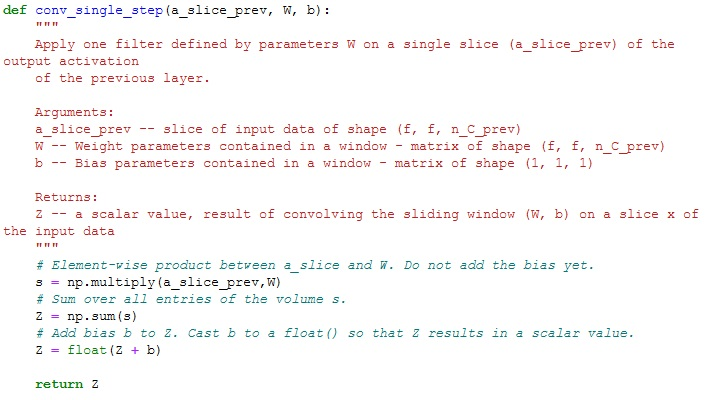 def conv_single_step(a_slice_prev, W, b):
    """
    Apply one filter defined by parameters W on a single slice (a_slice_prev) of the
output activation
    of the previous layer.

    Arguments:
    a_slice_prev -- slice of input data of shape (f, f, n_C_prev)
    W -- Weight parameters contained in a window - matrix of shape (f, f, n_C_prev)
    b -- Bias parameters contained in a window - matrix of shape (1, 1, 1)

    Returns:
    Z -- a scalar value, result of convolving the sliding window (W, b) on a slice x of
the input data
    """
    # Element-wise product between a_slice and W. Do not add the bias yet.
    s = np.multiply(a_slice_prev,W)
    # Sum over all entries of the volume s.
    Z = np.sum(s)
    # Add bias b to Z. Cast b to a float() so that Z results in a scalar value.
    Z = float(Z + b)

    return Z